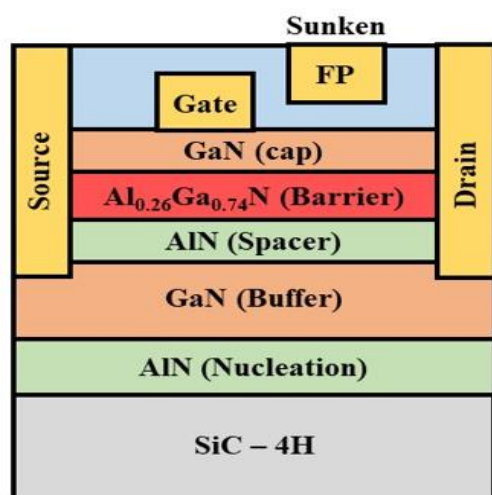 Sunken
FP
Gate
Source
Drain
GaN (cap)
Al₀.₂₆Ga₀.₇₄N (Barrier)
AlN (Spacer)
GaN (Buffer)
AlN (Nucleation)
SiC – 4H